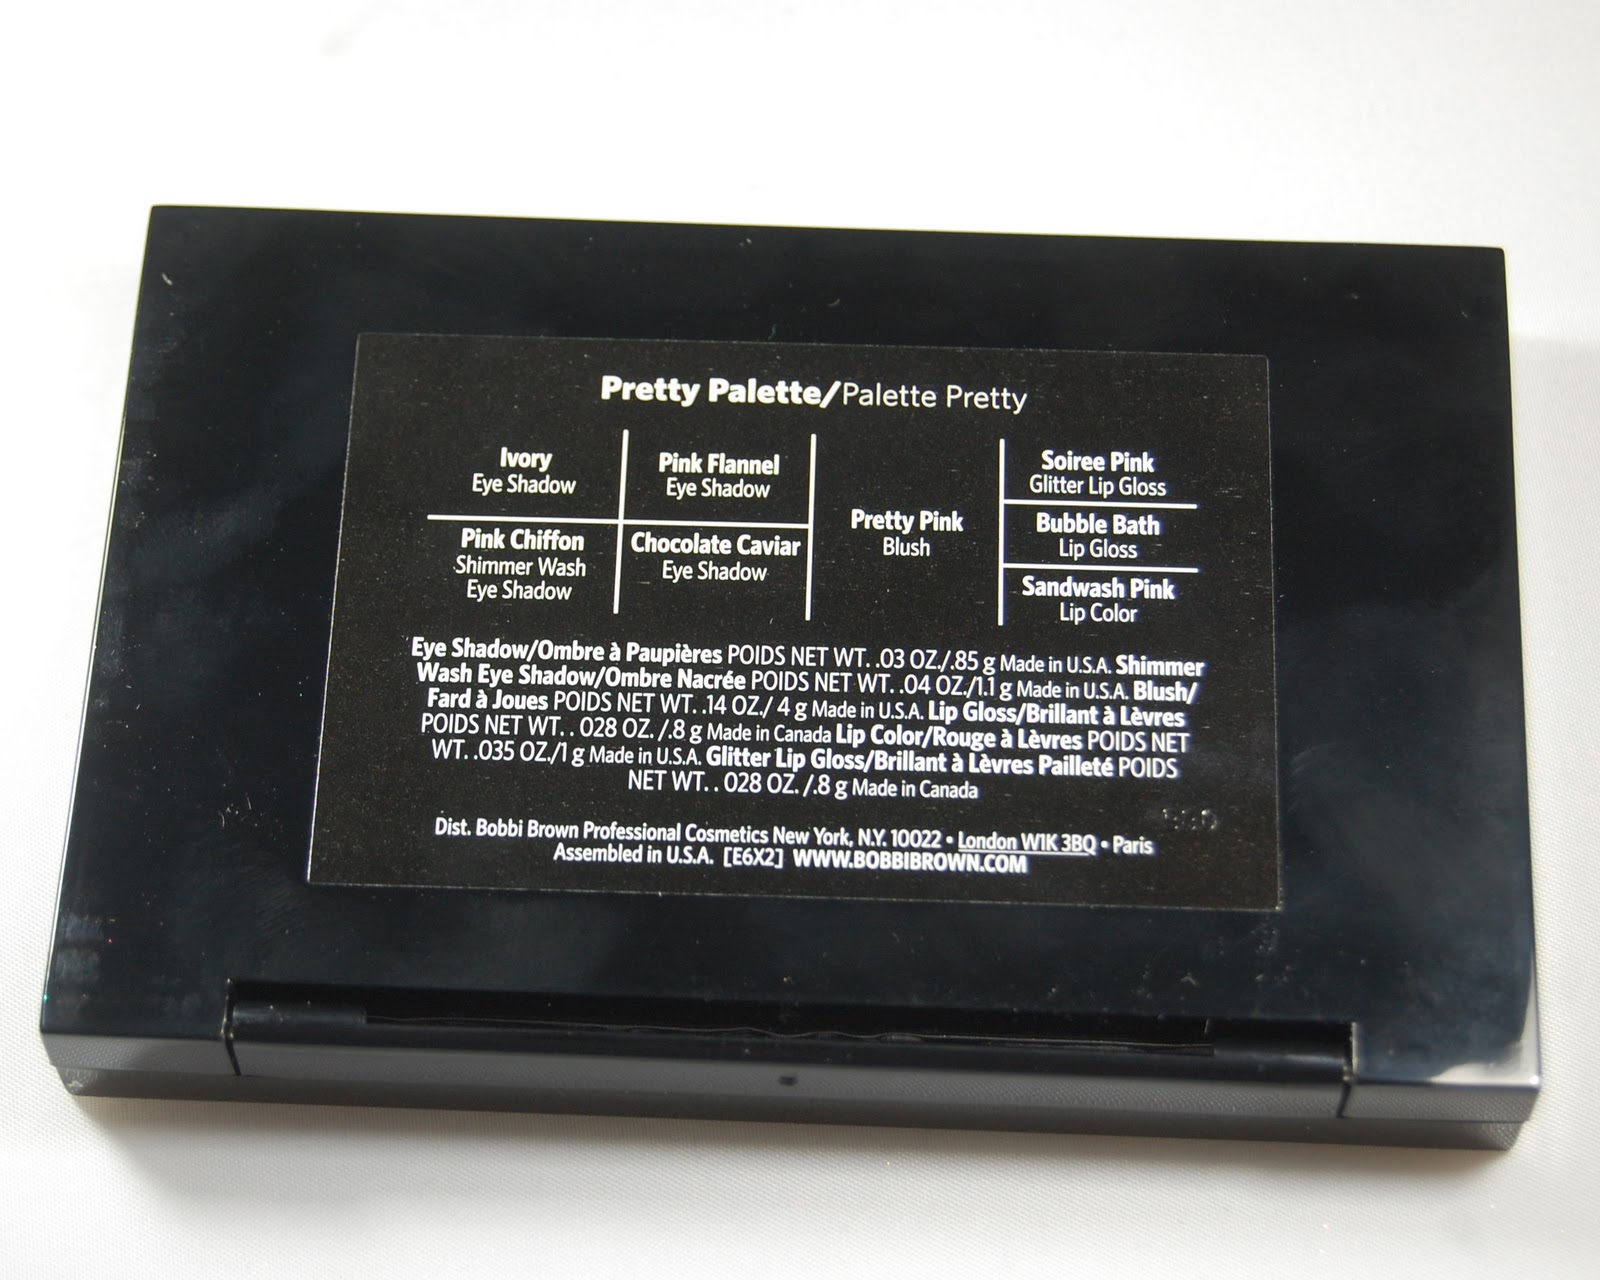 Pretty Palette/Palette Pretty
Ivory
Eye Shadow
Pink Flannel
Eye Shadow
Pink Chiffon
Shimmer Wash
Eye Shadow
Chocolate Caviar
Eye Shadow
Pretty Pink
Blush
Soiree Pink
Glitter Lip Gloss
Bubble Bath
Lip Gloss
Sandwash Pink
Lip Color
Eye Shadow/Ombre à Paupières POIDS NET WT. .03 OZ./.85 g Made in U.S.A. Shimmer
Wash Eye Shadow/Ombre Nacrée POIDS NET WT. .04 OZ./1.1 g Made in U.S.A. Blush/
Fard à Joues POIDS NET WT. .14 OZ./ 4 g Made in U.S.A. Lip Gloss/Brillant à Lèvres
POIDS NET WT. . 028 OZ. /.8 g Made in Canada Lip Color/Rouge à Lèvres POIDS NET
WT. .035 OZ./1 g Made in U.S.A. Glitter Lip Gloss/Brillant à Lèvres Pailleté POIDS
NET WT. . 028 OZ. /.8 g Made in Canada
Dist. Bobbi Brown Professional Cosmetics New York, N.Y. 10022 • London W1K 3BQ • Paris
Assembled in U.S.A. [E6X2] WWW.BOBBIBROWN.COM